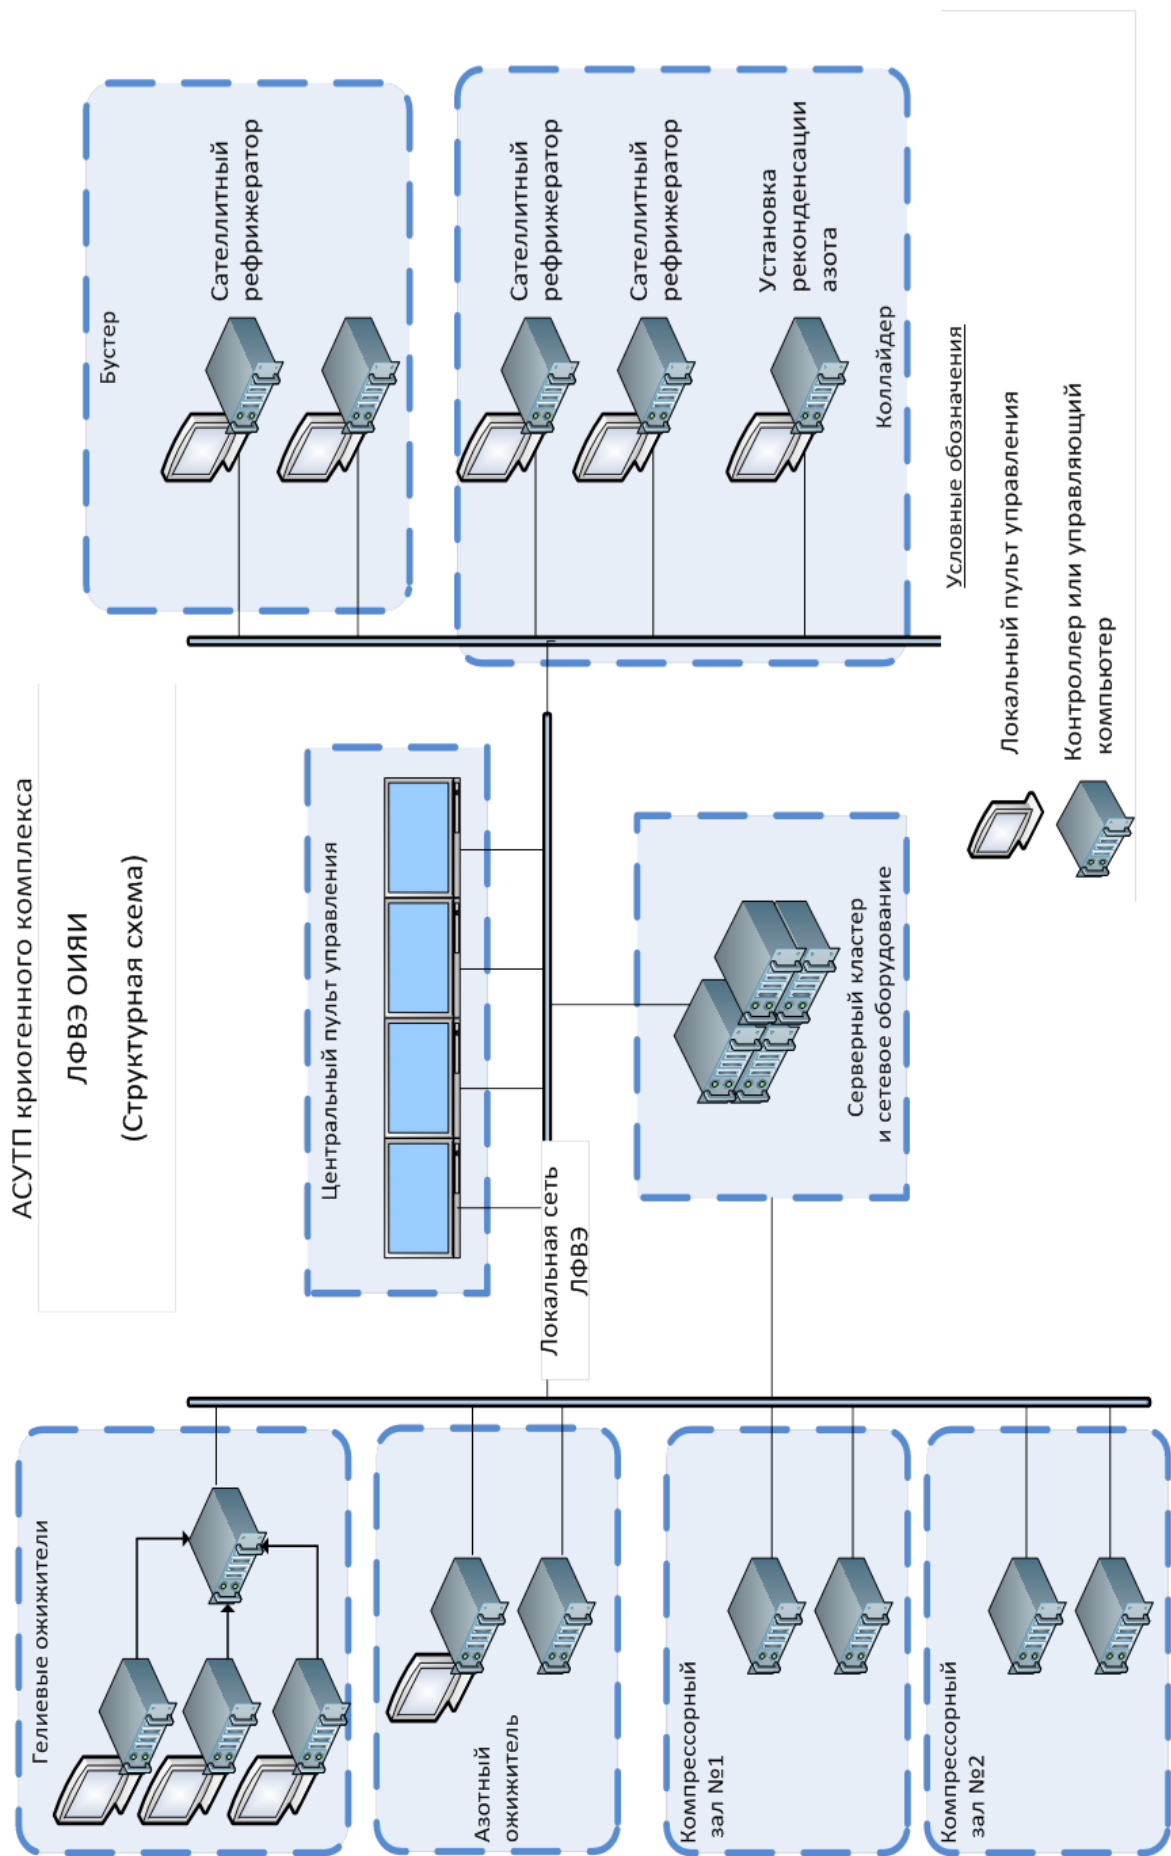 АСУТП криогенного комплекса
ЛФВЭ ОИЯИ
(Структурная схема)
Гелиевые ожижители
Центральный пульт управления
Бустер
Сателлитный
рефрижератор
Азотный
ожижитель
Локальная сеть
ЛФВЭ
Сателлитный
рефрижератор
Сателлитный
рефрижератор
Установка
реконденсации
азота
Коллайдер
Компрессорный
зал №1
Серверный кластер
и сетевое оборудование
Компрессорный
зал №2
Условные обозначения
Локальный пульт управления
Контроллер или управляющий
компьютер